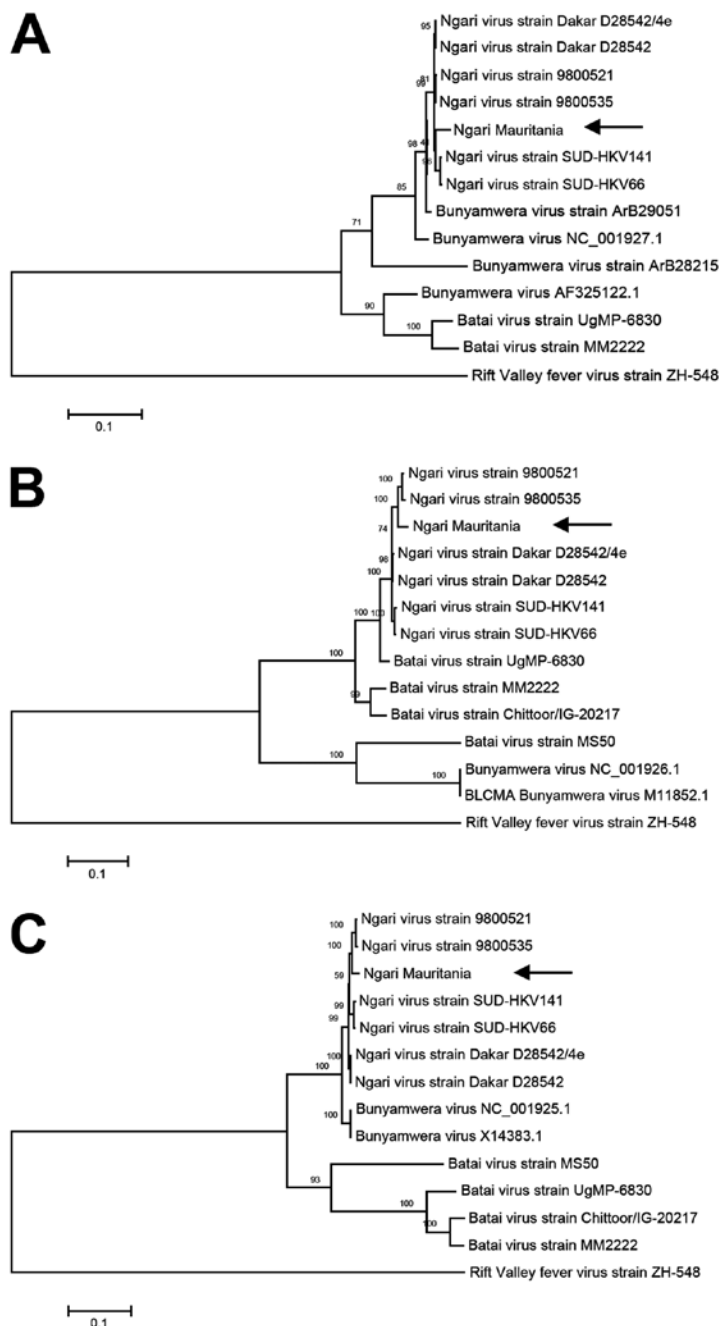 A
95
Ngari virus strain Dakar D28542/4e
Ngari virus strain Dakar D28542
81
99
Ngari virus strain 9800521
Ngari virus strain 9800535
Ngari Mauritania
98
Ngari virus strain SUD-HKV141
Ngari virus strain SUD-HKV66
85
Bunyamwera virus strain ArB29051
71
Bunyamwera virus NC_001927.1
Bunyamwera virus strain ArB28215
90
Bunyamwera virus AF325122.1
100
Batai virus strain UgMP-6830
Batai virus strain MM2222
Rift Valley fever virus strain ZH-548
0.1
B
100
Ngari virus strain 9800521
100
Ngari virus strain 9800535
74
Ngari Mauritania
98
Ngari virus strain Dakar D28542/4e
100
Ngari virus strain Dakar D28542
100
100
Ngari virus strain SUD-HKV141
Ngari virus strain SUD-HKV66
100
Batai virus strain UgMP-6830
99
Batai virus strain MM2222
Batai virus strain Chittoor/IG-20217
100
Batai virus strain MS50
100
Bunyamwera virus NC_001926.1
BLCMA Bunyamwera virus M11852.1
Rift Valley fever virus strain ZH-548
0.1
C
100
Ngari virus strain 9800521
100
Ngari virus strain 9800535
59
Ngari Mauritania
99
Ngari virus strain SUD-HKV141
99
Ngari virus strain SUD-HKV66
100
Ngari virus strain Dakar D28542/4e
100
Ngari virus strain Dakar D28542
100
Bunyamwera virus NC_001925.1
Bunyamwera virus X14383.1
93
Batai virus strain MS50
100
Batai virus strain UgMP-6830
100
Batai virus strain Chittoor/IG-20217
Batai virus strain MM2222
Rift Valley fever virus strain ZH-548
0.1